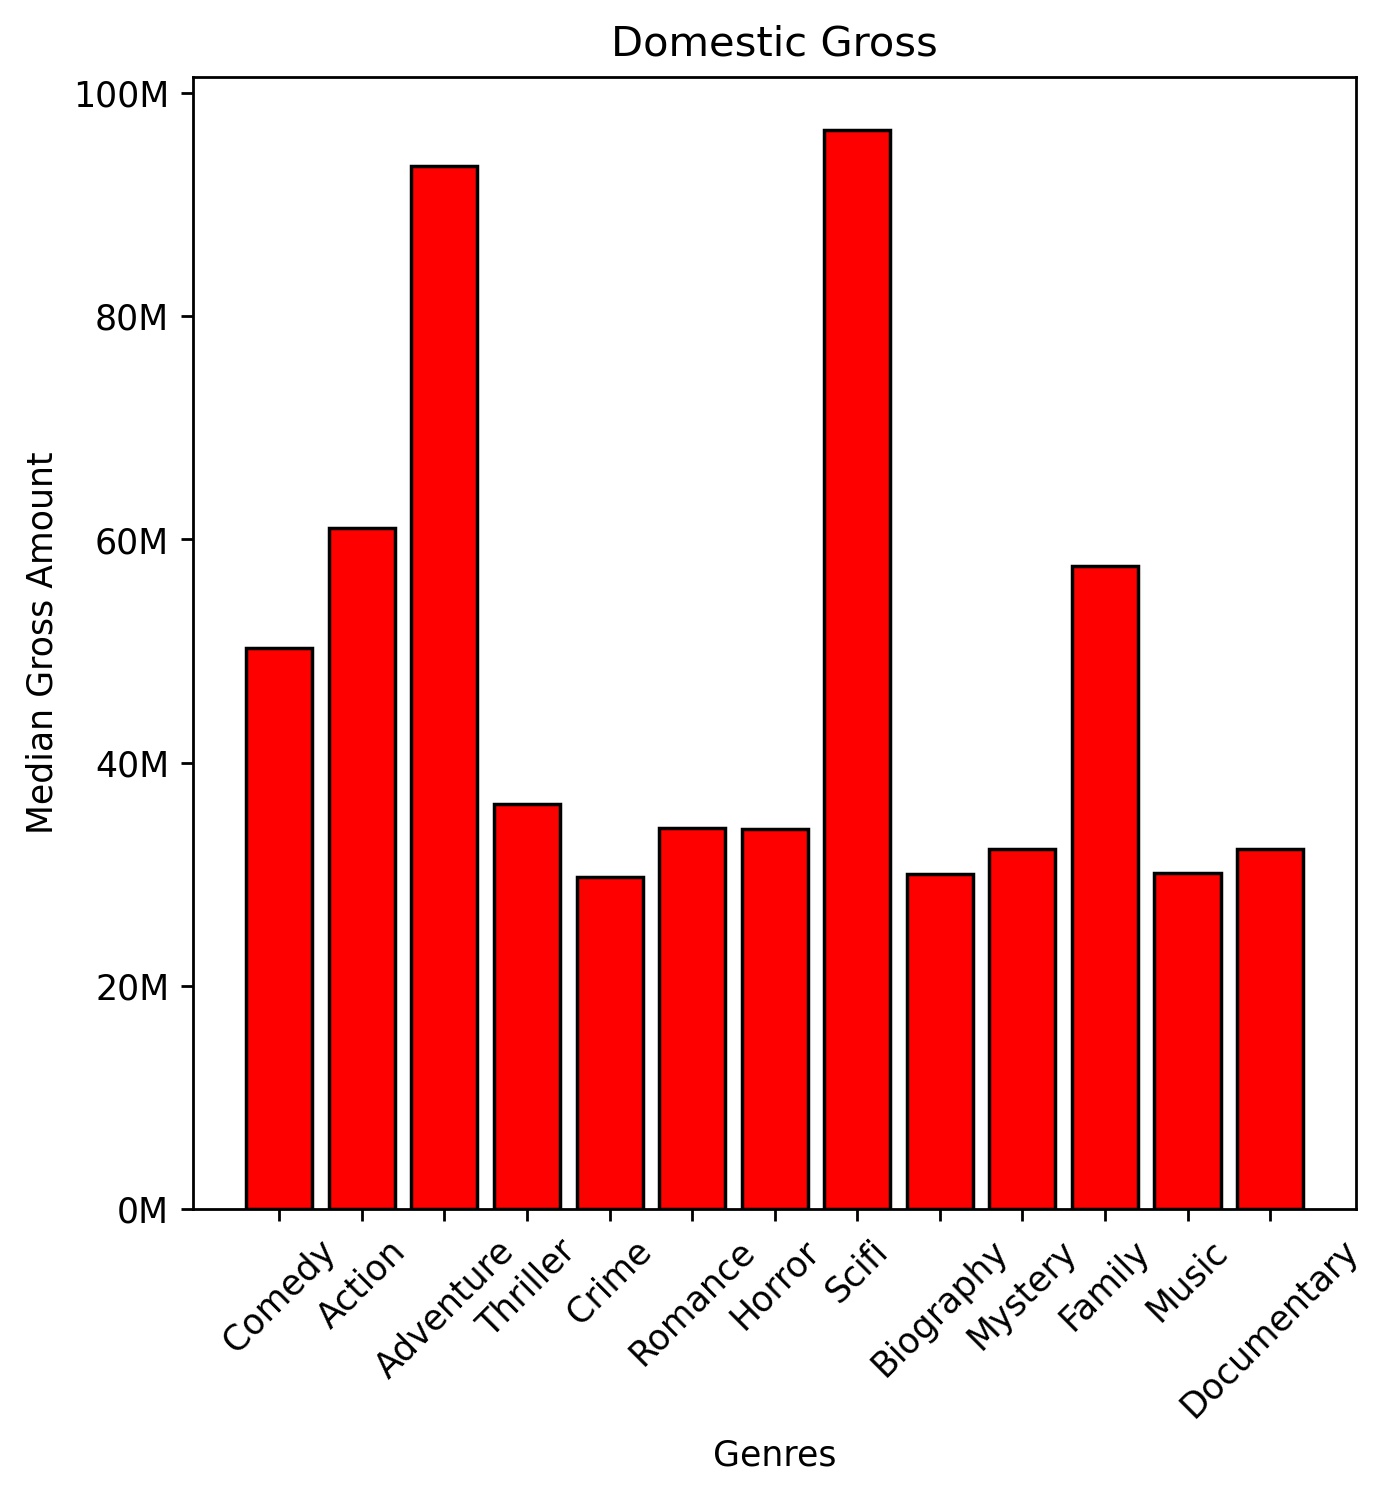 Domestic Gross
100M
80M
60M
40M
20M
0M
Median Gross Amount
Comedy
Action
Adventure
Thriller
Crime
Romance
Horror
Scifi
Biography
Mystery
Family
Music
Documentary
Genres